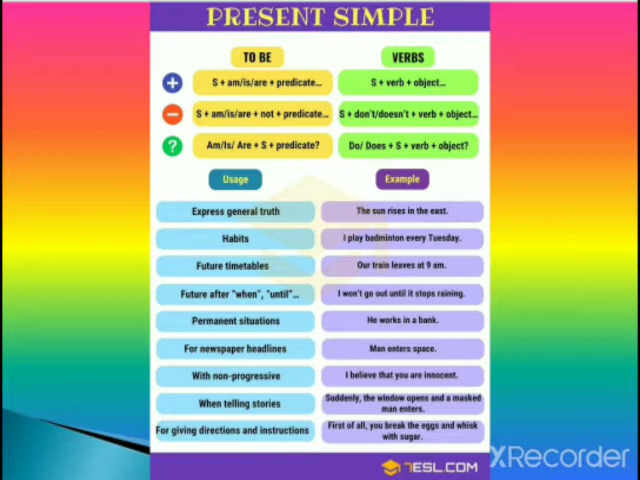 PRESENT SIMPLE
TO BE
VERBS
S + am/is/are + predicate...
S + verb + object...
S + am/is/are + not + predicate...
S + don't/doesn't + verb + object...
Am/Is/ Are + S + predicate?
Do/ Does + S + verb + object?
Usage
Example
Express general truth
The sun rises in the east.
Habits
I play badminton every Tuesday.
Future timetables
Our train leaves at 9 am.
Future after "when", "until"...
I won't go out until it stops raining.
Permanent situations
He works in a bank.
For newspaper headlines
Man enters space.
With non-progressive
I believe that you are innocent.
When telling stories
Suddenly, the window opens and a masked
man enters.
For giving directions and instructions
First of all, you break the eggs and whisk
with sugar.
7ESL.COM
XRecorder